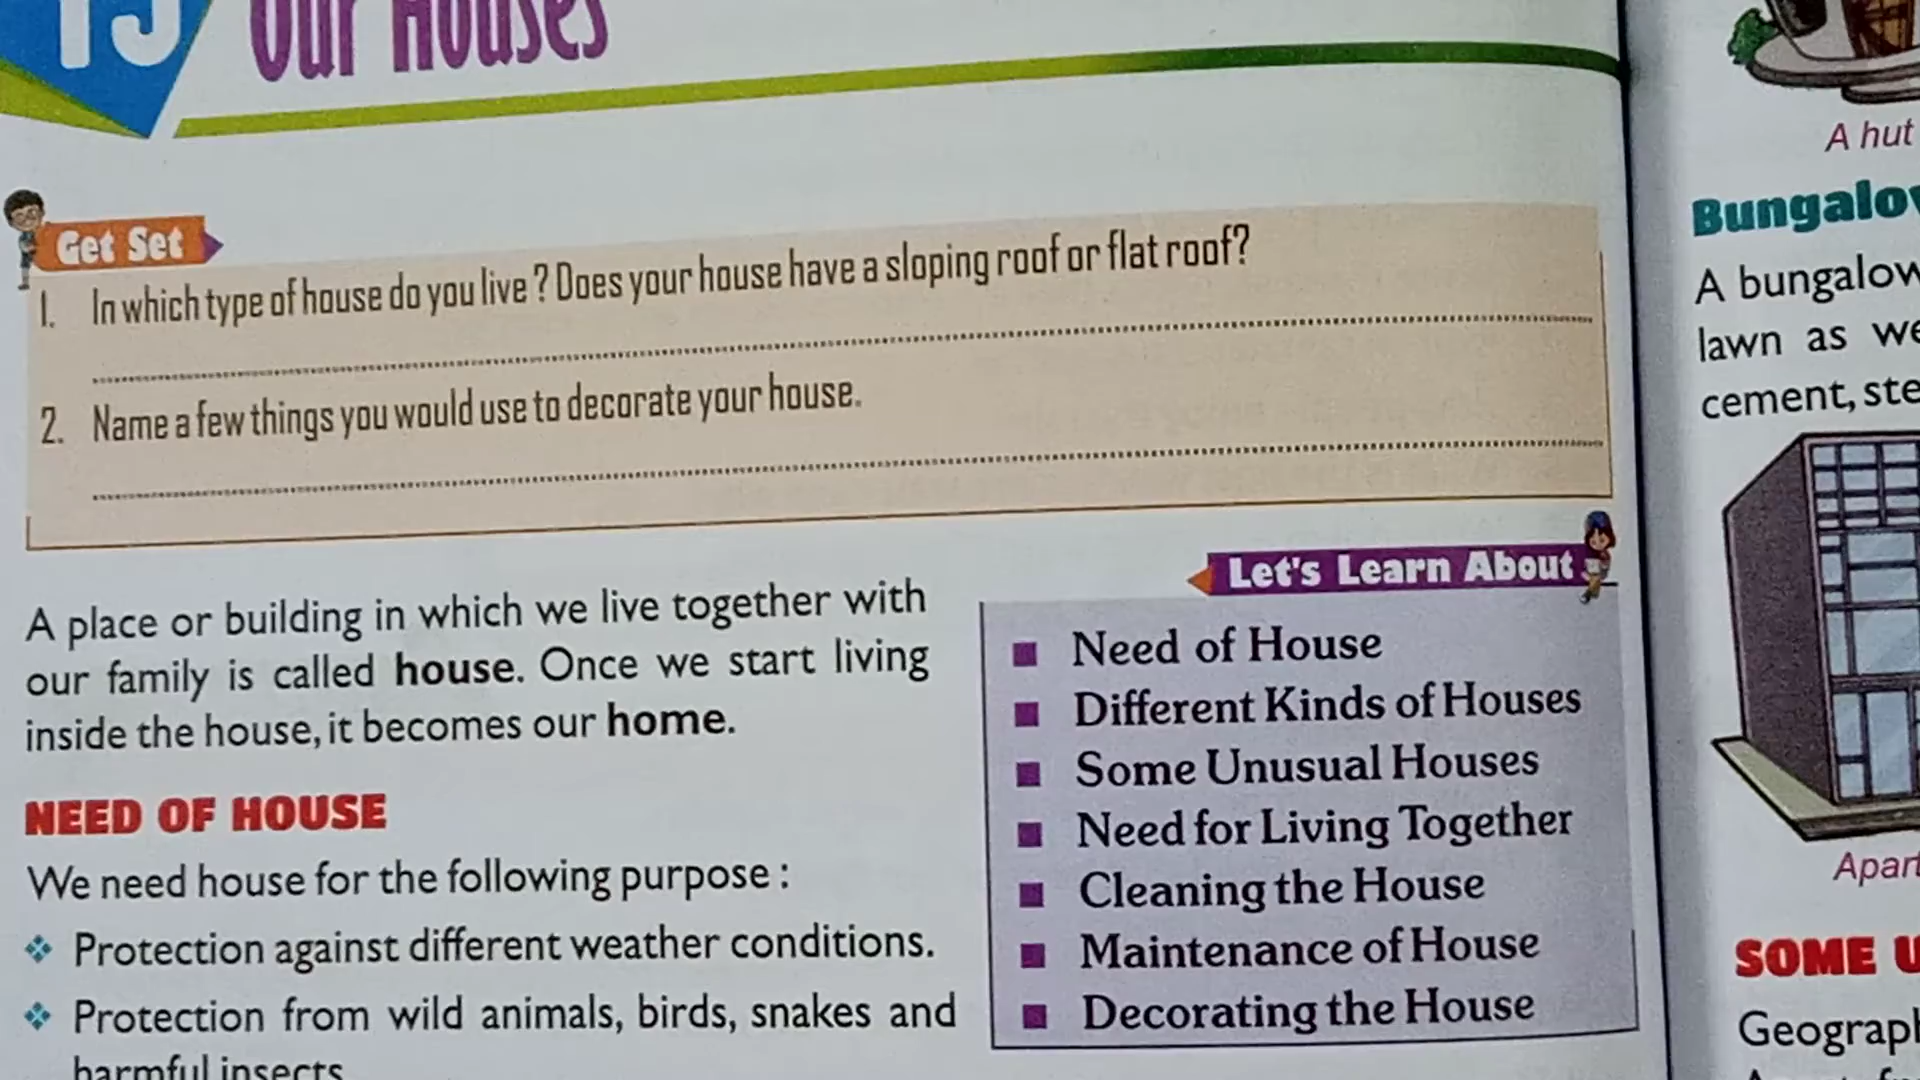 Our Houses
Get Set
1. In which type of house do you live ? Does your house have a sloping roof or flat roof?
2. Name a few things you would use to decorate your house.
A place or building in which we live together with
our family is called house. Once we start living
inside the house, it becomes our home.
NEED OF HOUSE
We need house for the following purpose :
Protection against different weather conditions.
Protection from wild animals, birds, snakes and
harmful insects
Let's Learn About
Need of House
Different Kinds of Houses
Some Unusual Houses
Need for Living Together
Cleaning the House
Maintenance of House
Decorating the House
A hut
A bungalow
lawn as
cement,
SOME